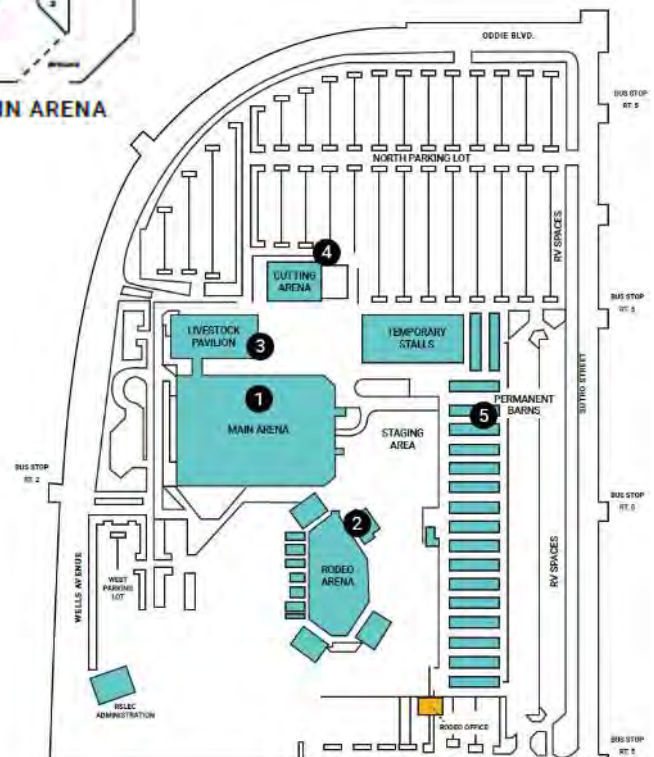 IN ARENA
ODDIE BLVD.
BUS STOP
RT. 5
NORTH PARKING LOT
RV SPACES
4
CUTTING
ARENA
BUS STOP
RT. 5
LIVESTOCK
PAVILION
3
TEMPORARY
STALLS
SUTRO STREET
1
MAIN ARENA
PERMANENT
BARNS
5
STAGING
AREA
BUS STOP
RT. 2
BUS STOP
2
RODEO
ARENA
WELLS AVENUE
WEST
PARKING
LOT
RV SPACES
RSLEC
ADMINISTRATION
RODEO OFFICE
BUS STOP
RT. 5